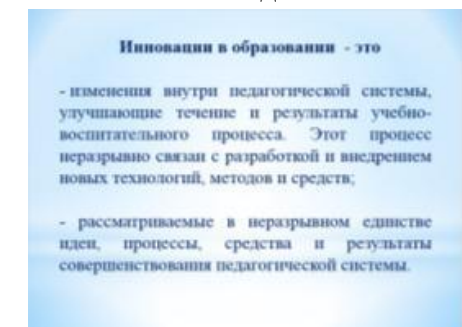 Инновации в образовании - это
- изменения внутри педагогической системы,
улучшающие течение и результаты учебно-
воспитательного процесса. Этот процесс
неразрывно связан с разработкой и внедрением
новых технологий, методов и средств;
- рассматриваемые в неразрывном единстве
идеи, процессы, средства и результаты
совершенствования педагогической системы.